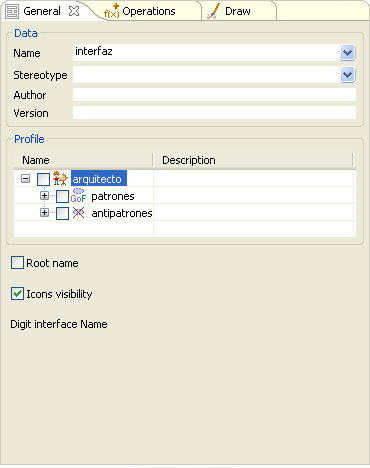 General f(x) Operations Draw
Data
Name interfaz
Stereotype
Author
Version
Profile
Name Description
arquitecto
GoF patrones
antipatrones
Root name
Icons visibility
Digit interface Name